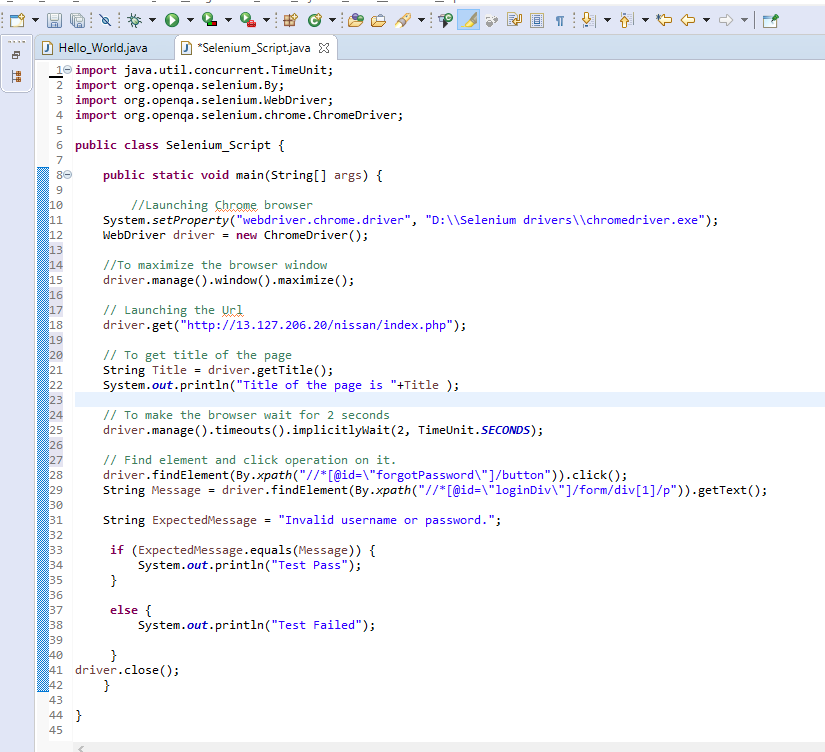 Hello_World.java
*Selenium_Script.java
1 import java.util.concurrent.TimeUnit;
2 import org.openqa.selenium.By;
3 import org.openqa.selenium.WebDriver;
4 import org.openqa.selenium.chrome.ChromeDriver;
5
6 public class Selenium_Script {
7
8 public static void main(String[] args) {
9
10 //Launching Chrome browser
11 System.setProperty("webdriver.chrome.driver", "D:\\Selenium drivers\\chromedriver.exe");
12 WebDriver driver = new ChromeDriver();
13
14 //To maximize the browser window
15 driver.manage().window().maximize();
16
17 // Launching the Url
18 driver.get("http://13.127.206.20/nissan/index.php");
19
20 // To get title of the page
21 String Title = driver.getTitle();
22 System.out.println("Title of the page is "+Title );
23
24 // To make the browser wait for 2 seconds
25 driver.manage().timeouts().implicitlyWait(2, TimeUnit.SECONDS);
26
27 // Find element and click operation on it.
28 driver.findElement(By.xpath("//*[@id=\"forgotPassword\"]/button")).click();
29 String Message = driver.findElement(By.xpath("//*[@id=\"loginDiv\"]/form/div[1]/p")).getText();
30
31 String ExpectedMessage = "Invalid username or password.";
32
33 if (ExpectedMessage.equals(Message)) {
34 System.out.println("Test Pass");
35 }
36
37 else {
38 System.out.println("Test Failed");
39
40 }
41 driver.close();
42 }
43
44 }
45